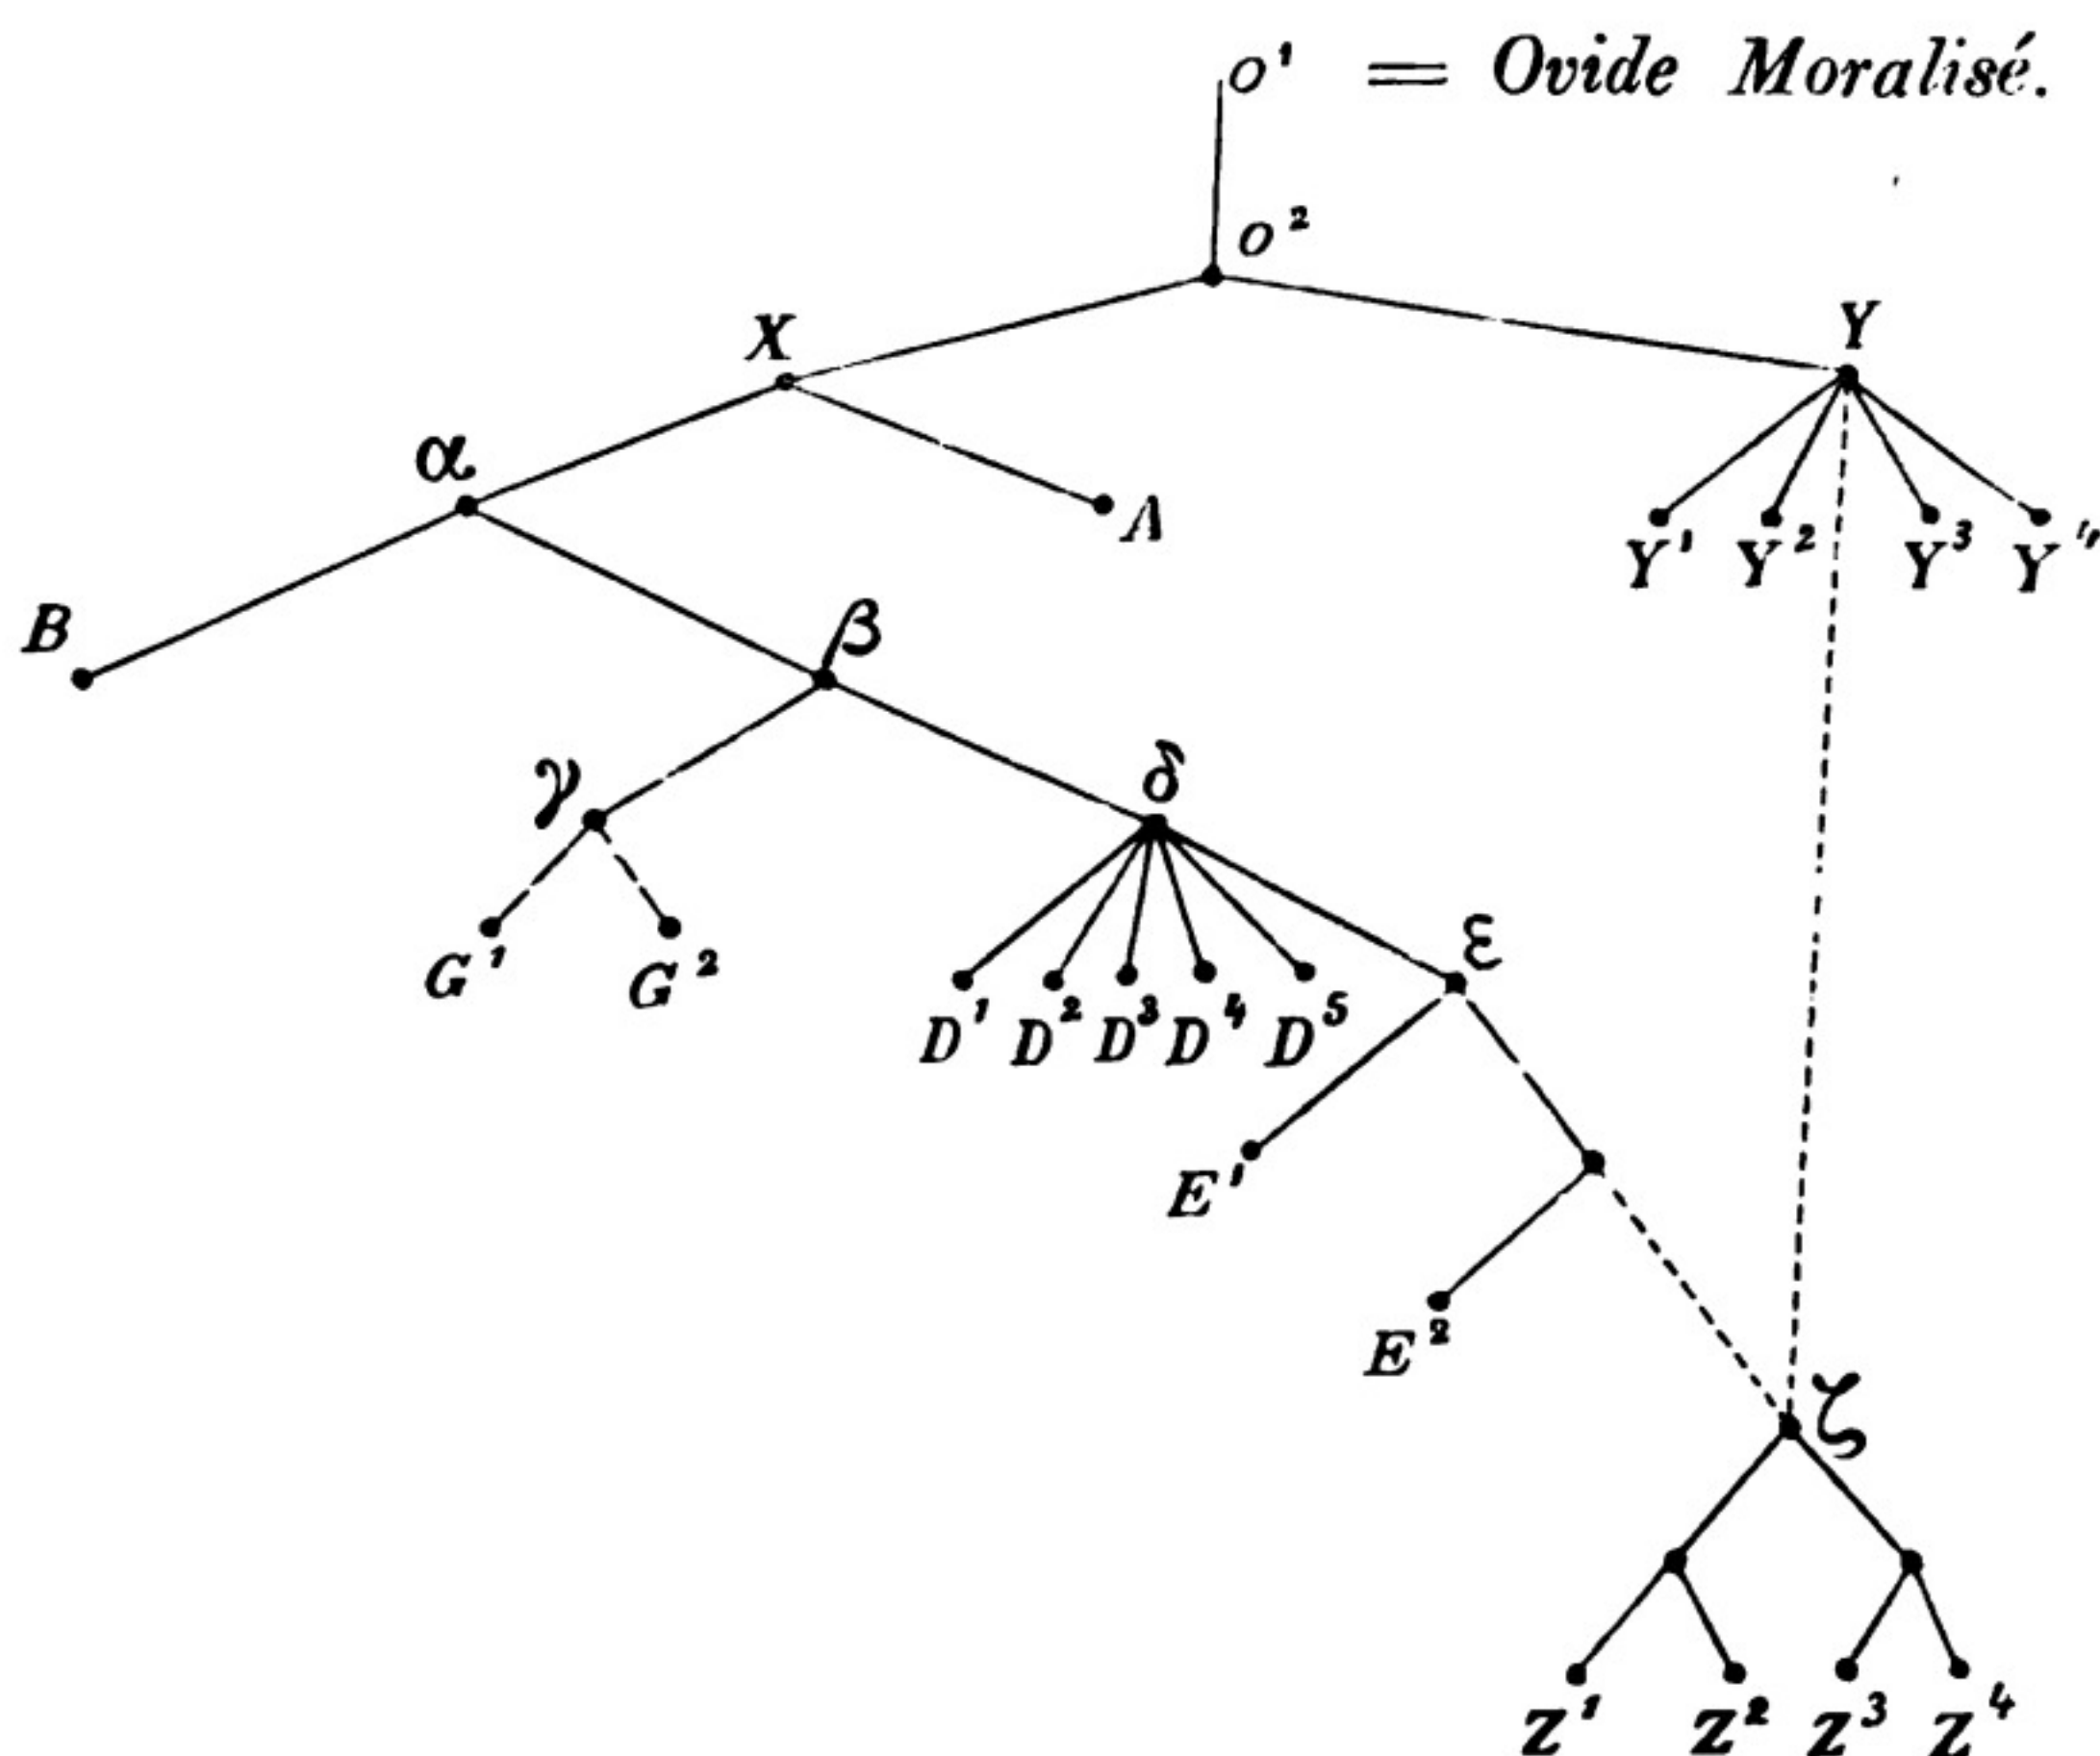 O¹ = Ovide Moralisé.
O²
X Y
α A
Y¹ Y² Y³ Y⁴
B β
γ δ
G¹ G² ε
D¹ D² D³ D⁴ D⁵
E¹
E²
ζ
Z¹ Z² Z³ Z⁴